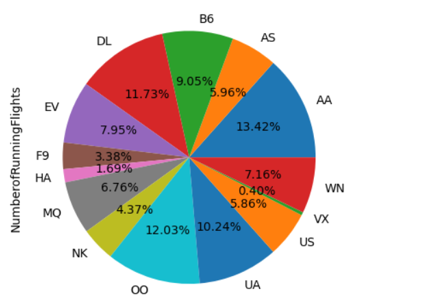 B6
AS
DL
AA
EV
F9
HA
MQ
NK
OO
UA
US
VX
WN
NumberofRunningFlights
13.42%
5.96%
9.05%
11.73%
7.95%
3.38%
1.69%
6.76%
4.37%
12.03%
10.24%
5.86%
0.40%
7.16%